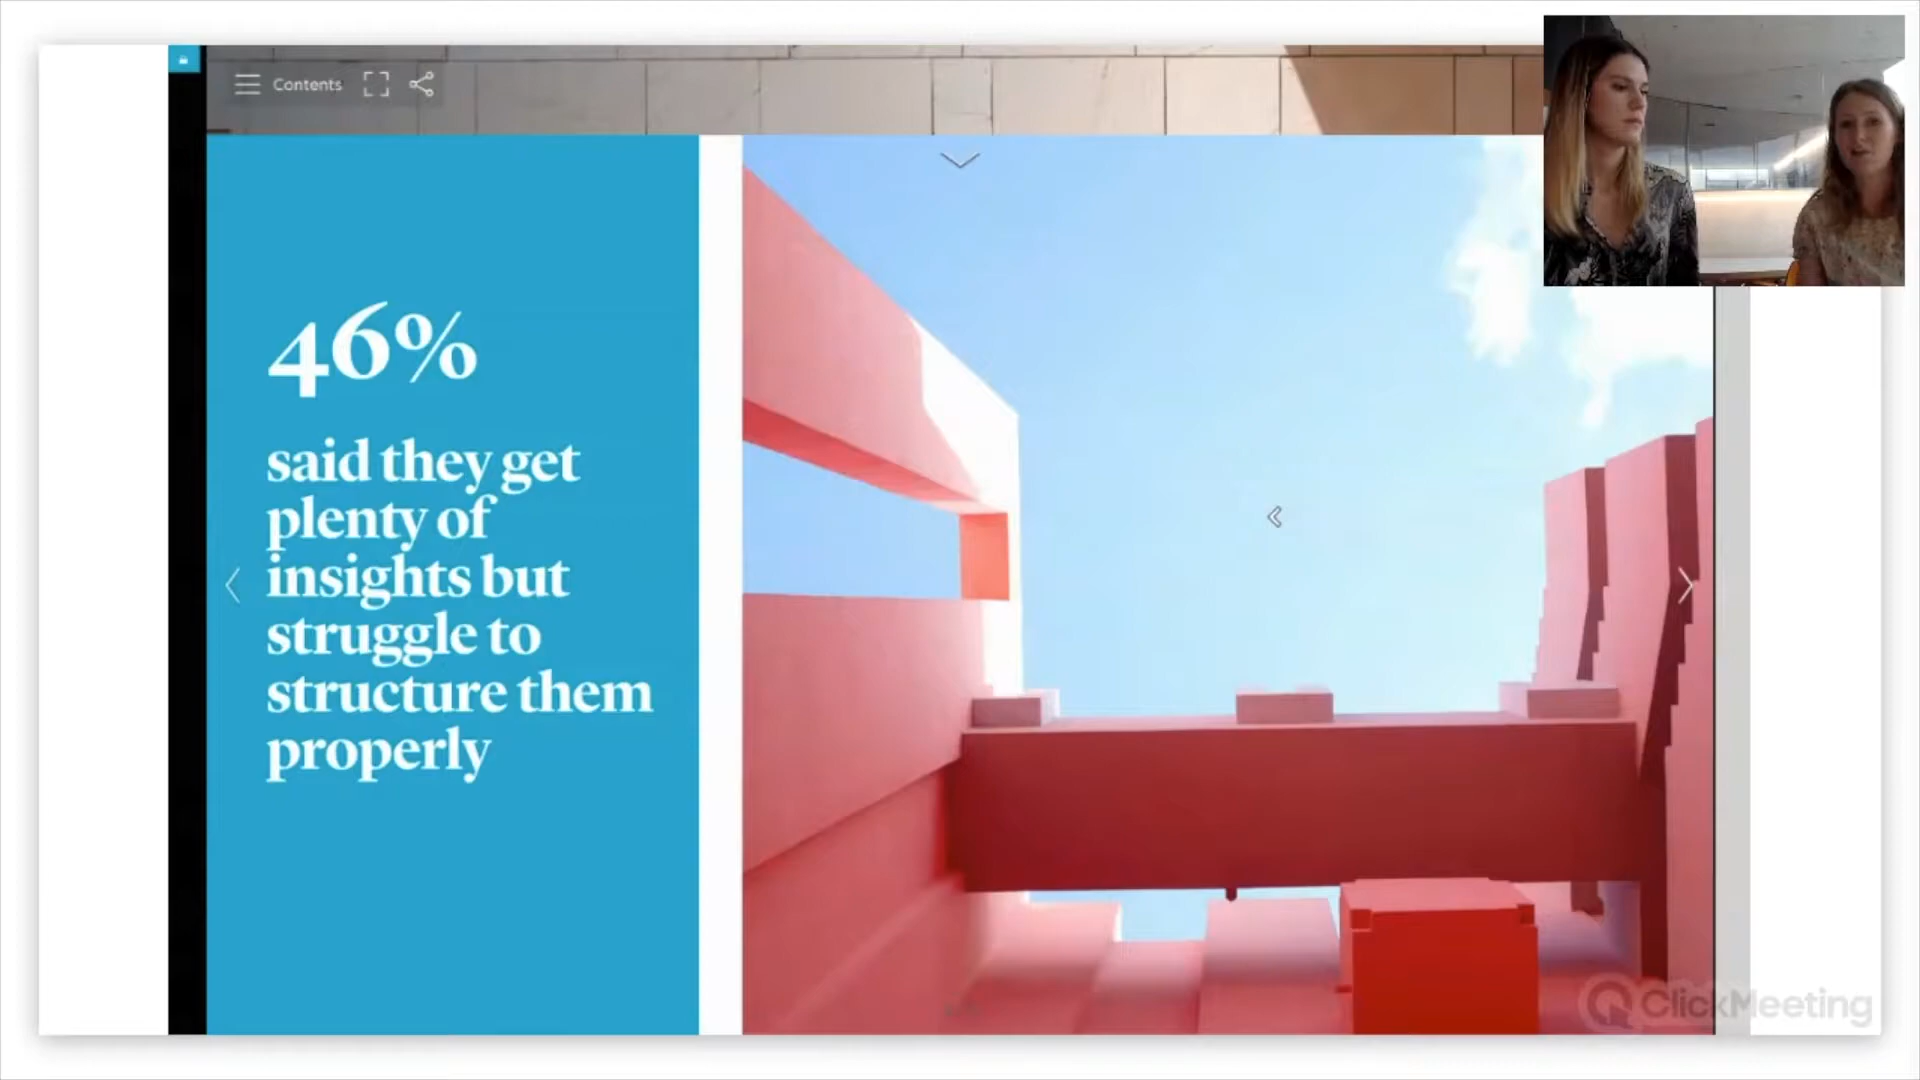 Contents
46%
said they get
plenty of
insights but
struggle to
structure them
properly
ClickMeeting